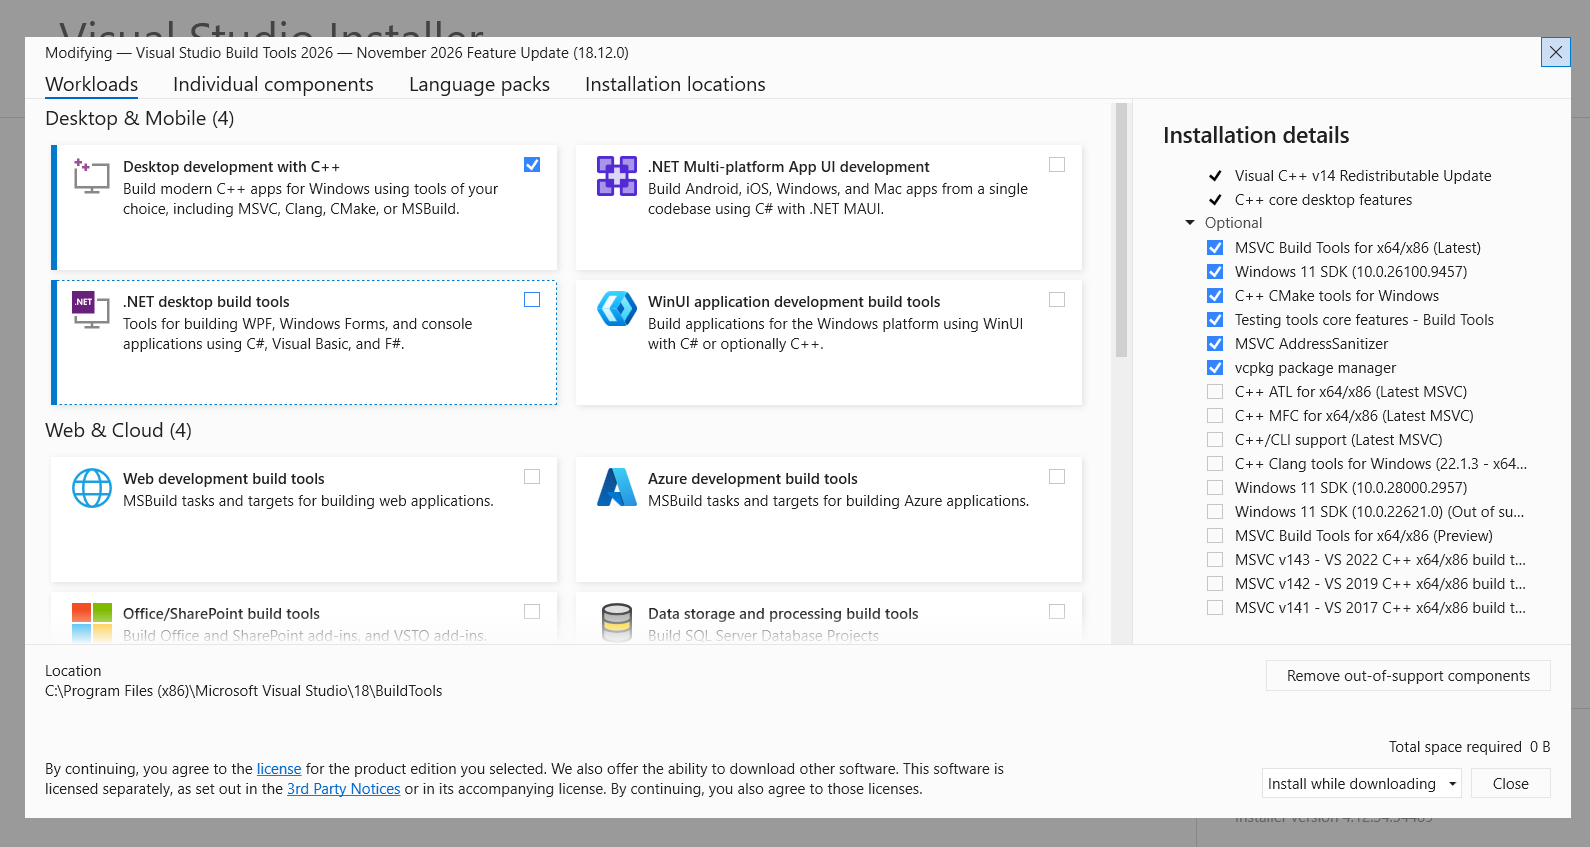 Visual Studio Installer
Modifying — Visual Studio Build Tools 2026 — November 2026 Feature Update (18.12.0)
Workloads
Individual components
Language packs
Installation locations
Desktop & Mobile (4)
Desktop development with C++
Build modern C++ apps for Windows using tools of your
choice, including MSVC, Clang, CMake, or MSBuild.
.NET Multi-platform App UI development
Build Android, iOS, Windows, and Mac apps from a single
codebase using C# with .NET MAUI.
.NET
.NET desktop build tools
Tools for building WPF, Windows Forms, and console
applications using C#, Visual Basic, and F#.
WinUI application development build tools
Build applications for the Windows platform using WinUI
with C# or optionally C++.
Web & Cloud (4)
Web development build tools
MSBuild tasks and targets for building web applications.
Azure development build tools
MSBuild tasks and targets for building Azure applications.
Office/SharePoint build tools
Build Office and SharePoint add-ins, and VSTO add-ins.
Data storage and processing build tools
Build SQL Server Database Projects
Installation details
Visual C++ v14 Redistributable Update
C++ core desktop features
Optional
MSVC Build Tools for x64/x86 (Latest)
Windows 11 SDK (10.0.26100.9457)
C++ CMake tools for Windows
Testing tools core features - Build Tools
MSVC AddressSanitizer
vcpkg package manager
C++ ATL for x64/x86 (Latest MSVC)
C++ MFC for x64/x86 (Latest MSVC)
C++/CLI support (Latest MSVC)
C++ Clang tools for Windows (22.1.3 - x64...
Windows 11 SDK (10.0.28000.2957)
Windows 11 SDK (10.0.22621.0) (Out of su...
MSVC Build Tools for x64/x86 (Preview)
MSVC v143 - VS 2022 C++ x64/x86 build t...
MSVC v142 - VS 2019 C++ x64/x86 build t...
MSVC v141 - VS 2017 C++ x64/x86 build t...
Location
C:\Program Files (x86)\Microsoft Visual Studio\18\BuildTools
Remove out-of-support components
Total space required 0 B
By continuing, you agree to the license for the product edition you selected. We also offer the ability to download other software. This software is
licensed separately, as set out in the 3rd Party Notices or in its accompanying license. By continuing, you also agree to those licenses.
Install while downloading
Close
Installer version